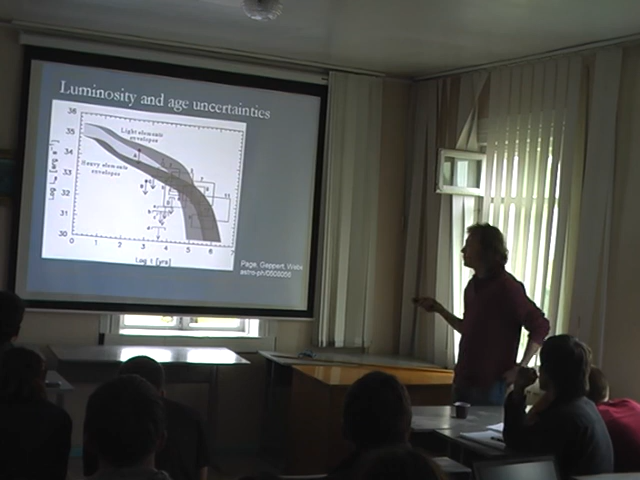 Luminosity and age uncertainties
Light elements
envelopes
Heavy elements
envelopes
36
35
34
33
32
31
30
0 1 2 3 4 5 6 7
Log t [yrs]
Page, Geppert, Weber
astro-ph/0508056